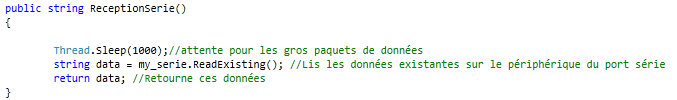 public string ReceptionSerie()
{
Thread.Sleep(1000);//attente pour les gros paquets de données
string data = my_serie.ReadExisting(); //Lis les données existantes sur le périphérique du port série
return data; //Retourne ces données
}